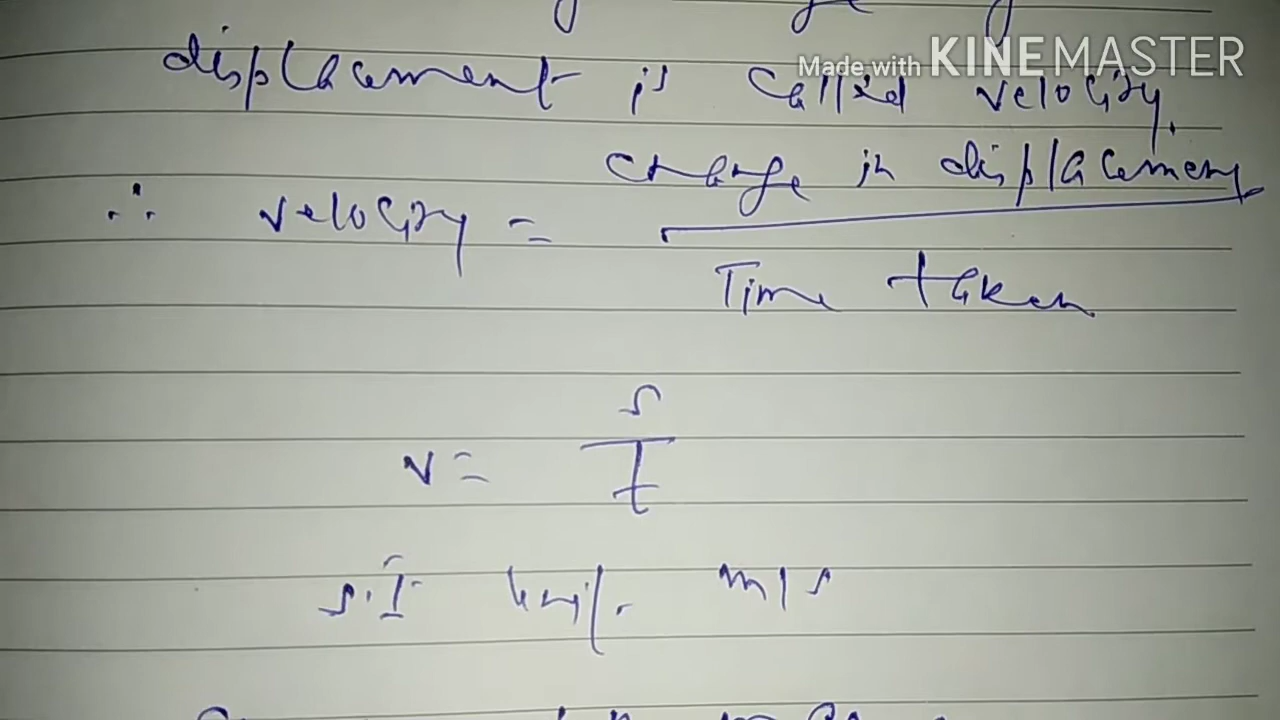 Made with KINEMASTER
displacement is called velocity.
∴ velocity = change in displacement
Time taken
v = s
t
S.I unit. m/s